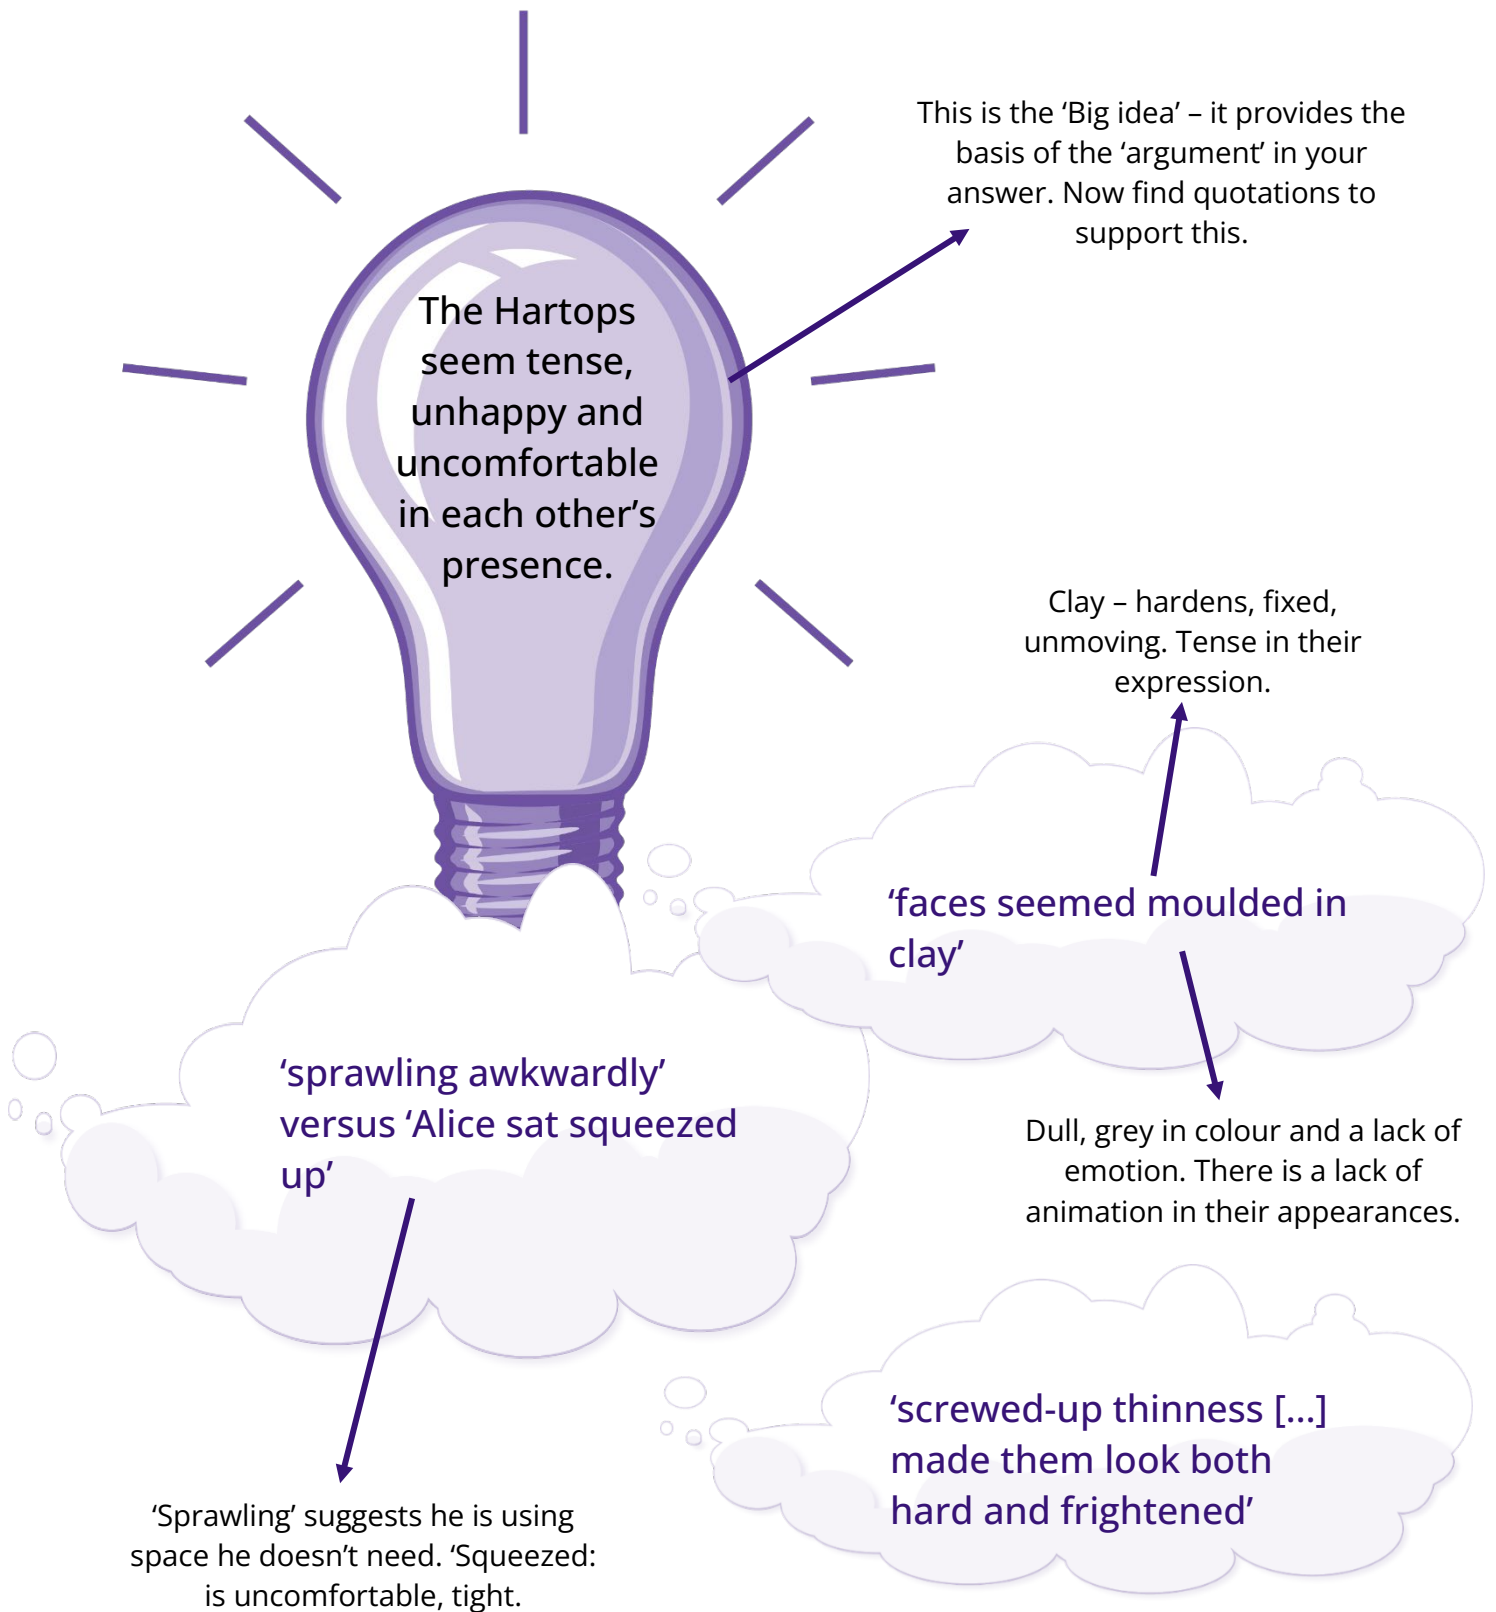 This is the ‘Big idea’ – it provides the
basis of the ‘argument’ in your
answer. Now find quotations to
support this.
The Hartops
seem tense,
unhappy and
uncomfortable
in each other’s
presence.
Clay – hardens, fixed,
unmoving. Tense in their
expression.
‘faces seemed moulded in
clay’
‘sprawling awkwardly’
versus ‘Alice sat squeezed
up’
Dull, grey in colour and a lack of
emotion. There is a lack of
animation in their appearances.
‘screwed-up thinness [...]
made them look both
hard and frightened’
‘Sprawling’ suggests he is using
space he doesn’t need. ‘Squeezed:
is uncomfortable, tight.